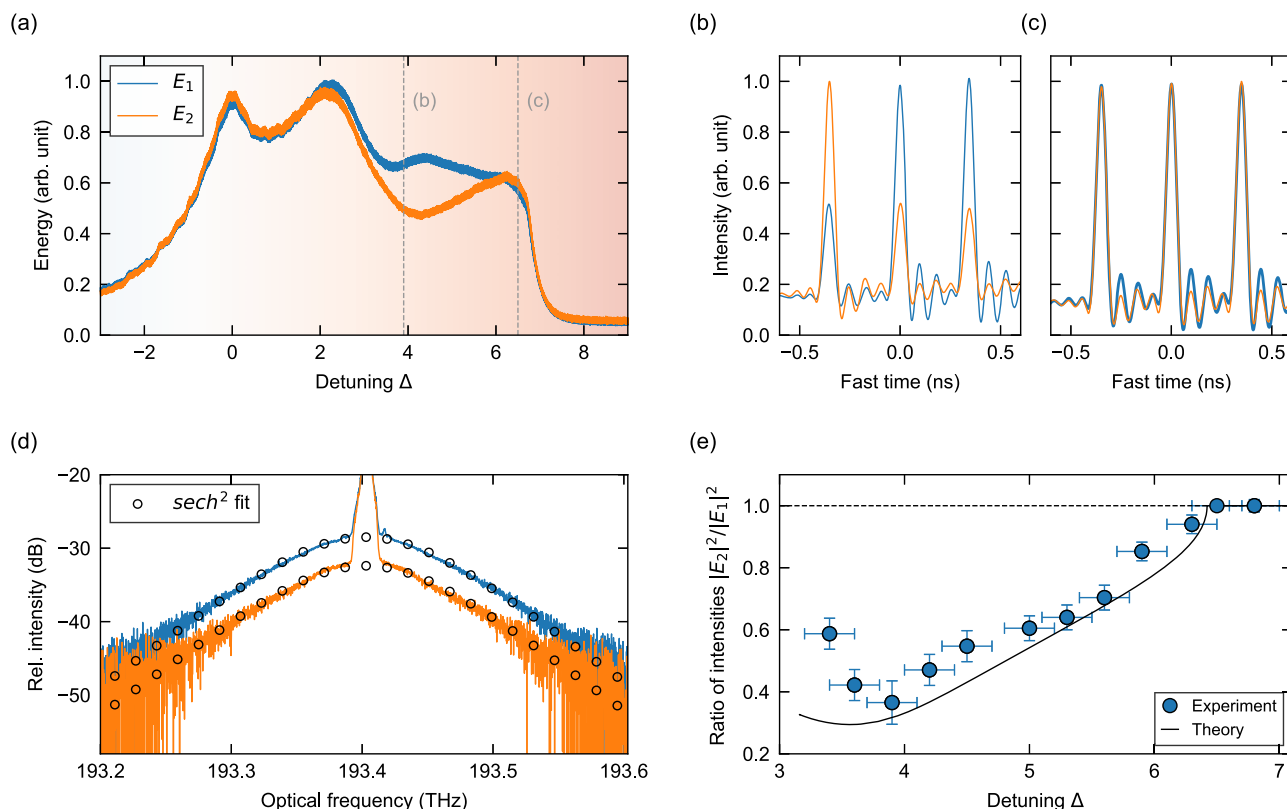 (a)
1.0
0.8
0.6
0.4
0.2
0.0
Energy (arb. unit)
E1
E2
(b)
(c)
−2
0
2
4
6
8
Detuning Δ
(b)
1.0
0.8
0.6
0.4
0.2
0.0
Intensity (arb. unit)
−0.5
0.0
0.5
Fast time (ns)
(c)
−0.5
0.0
0.5
Fast time (ns)
(d)
−20
−30
−40
−50
Rel. intensity (dB)
sech² fit
193.2
193.3
193.4
193.5
193.6
Optical frequency (THz)
(e)
1.0
0.8
0.6
0.4
0.2
Ratio of intensities |E2|²/|E1|²
Experiment
Theory
3
4
5
6
7
Detuning Δ